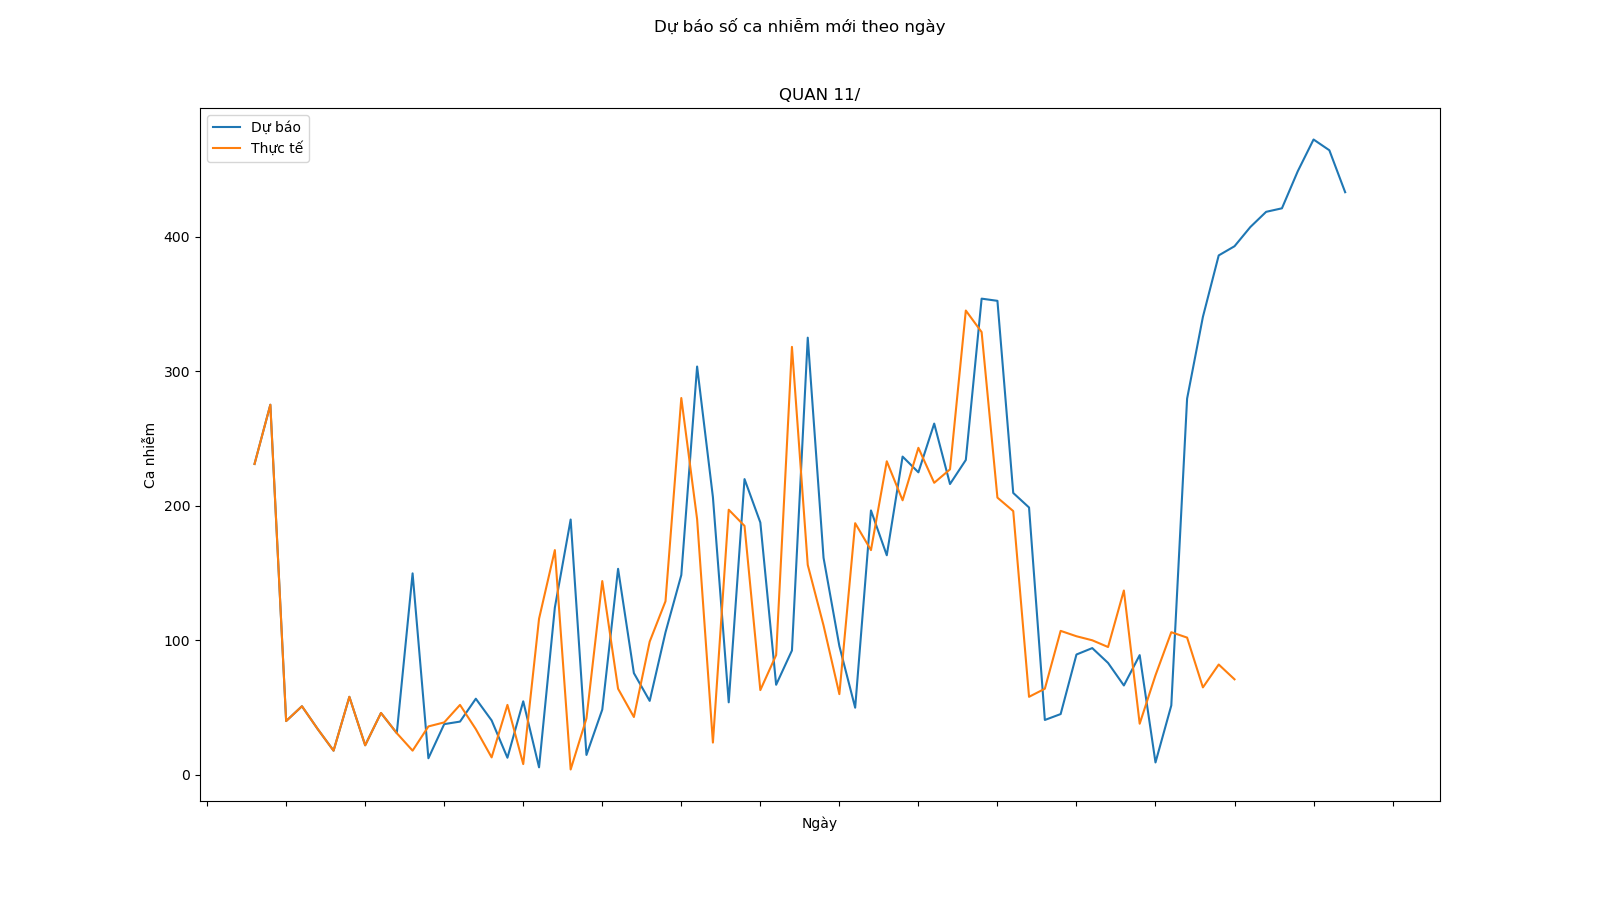 Dự báo số ca nhiễm mới theo ngày
QUAN 11/
Dự báo
Thực tế
400
300
200
100
0
Ca nhiễm
Ngày